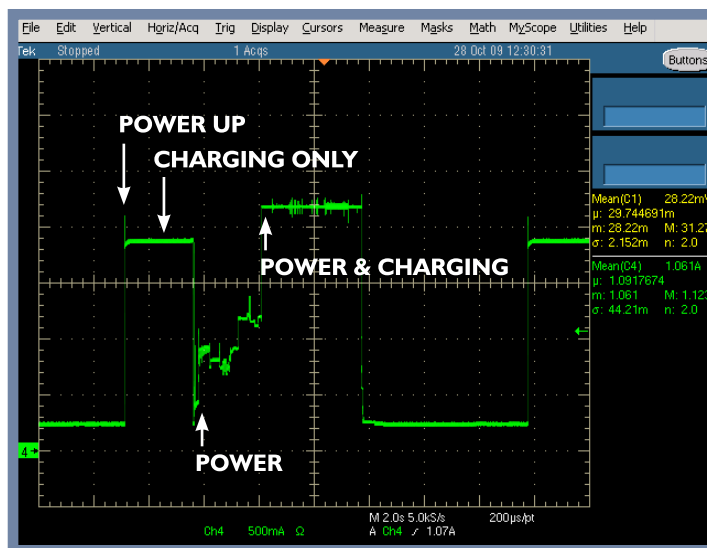 File Edit Vertical Horiz/Acq Trig Display Cursors Measure Masks Math MyScope Utilities Help
Tek Stopped 1 Acqs 28 Oct 09 12:30:31
Buttons
POWER UP
CHARGING ONLY
POWER & CHARGING
POWER
Mean(C1) 28.22m
µ: 29.744691m
m: 28.22m M: 31.27
σ: 2.152m n: 2.0
Mean(C4) 1.061A
µ: 1.0917674
m: 1.061 M: 1.123
σ: 44.21m n: 2.0
4
M 2.0s 5.0kS/s 200µs/pt
Ch4 500mA Ω A Ch4 1.07A